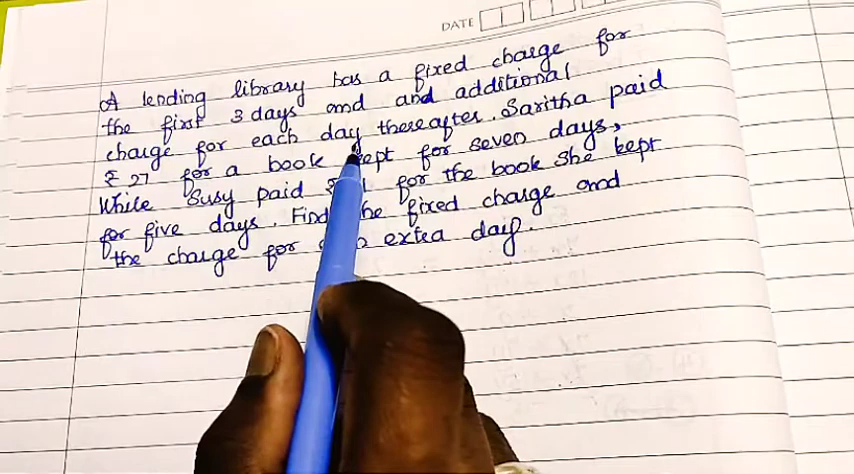 DATE
A lending library has a fixed charge for
the first 3 days and and additional
charge for each day thereafter. Saritha paid
₹ 27 for a book kept for seven days,
While Susy paid ₹ for the book she kept
for five days. Find the fixed charge and
the charge for extra day.